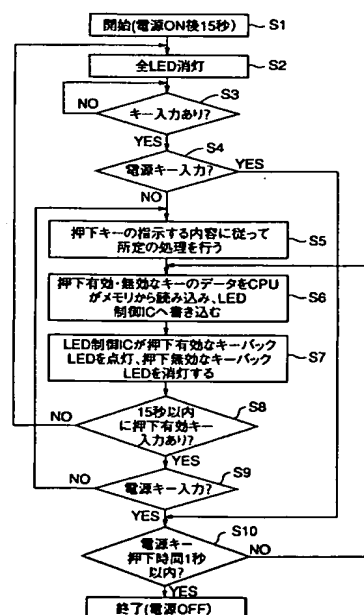 開始(電源ON後15秒)
S1
全LED消灯
S2
S3
NO
キー入力あり?
YES
S4
電源キー入力?
YES
NO
押下キーの指示する内容に従って
所定の処理を行う
S5
押下有効・無効なキーのデータをCPU
がメモリから読み込み、LED
制御ICへ書き込む
S6
LED制御ICが押下有効なキーバック
LEDを点灯、押下無効なキーバック
LEDを消灯する
S7
S8
NO
15秒以内
に押下有効キー
入力あり?
YES
S9
NO
電源キー入力?
YES
S10
電源キー
押下時間1秒
以内?
NO
YES
終了(電源OFF)